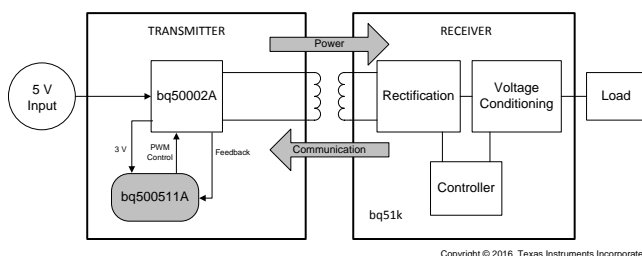 TRANSMITTER
RECEIVER
Power
5 V
Input
bq50002A
Rectification
Voltage
Conditioning
Load
3 V
PWM
Control
Feedback
Communication
bq500511A
Controller
bq51k
Copyright © 2016, Texas Instruments Incorporate